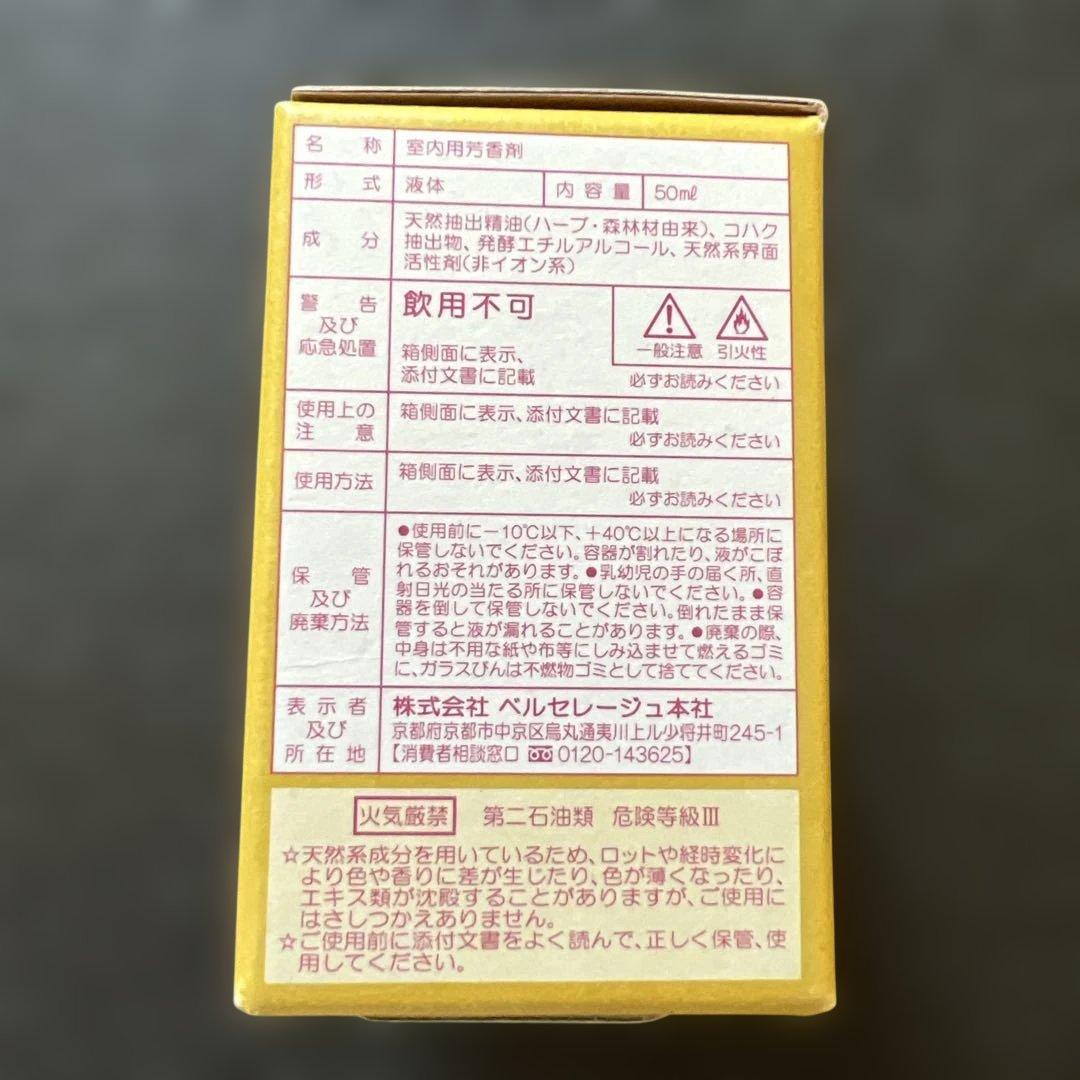 名称 室内用芳香剤
形式 液体 内容量 50㎖
成分
天然抽出精油(ハーブ・森林材由来)、コハク
抽出物、発酵エチルアルコール、天然系界面
活性剤(非イオン系)
警告
及び
応急処置
飲用不可
箱側面に表示、
添付文書に記載
一般注意 引火性
必ずお読みください
使用上の
注意
箱側面に表示、添付文書に記載
必ずお読みください
使用方法
箱側面に表示、添付文書に記載
必ずお読みください
保管
及び
廃棄方法
●使用前に−10℃以下、+40℃以上になる場所に
保管しないでください。容器が割れたり、液がこぼ
れるおそれがあります。●乳幼児の手の届く所、直
射日光の当たる所に保管しないでください。●容
器を倒して保管しないでください。倒れたまま保
管すると液が漏れることがあります。●廃棄の際、
中身は不用な紙や布等にしみ込ませて燃えるゴミ
に、ガラスびんは不燃物ゴミとして捨ててください。
表示者
及び
所在地
株式会社 ベルセレージュ本社
京都府京都市中京区烏丸通夷川上ル少将井町245-1
【消費者相談窓口 0120-143625】
火気厳禁 第二石油類 危険等級Ⅲ
☆天然系成分を用いているため、ロットや経時変化に
より色や香りに差が生じたり、色が薄くなったり、
エキス類が沈殿することがありますが、ご使用に
はさしつかえありません。
☆ご使用前に添付文書をよく読んで、正しく保管、使
用してください。